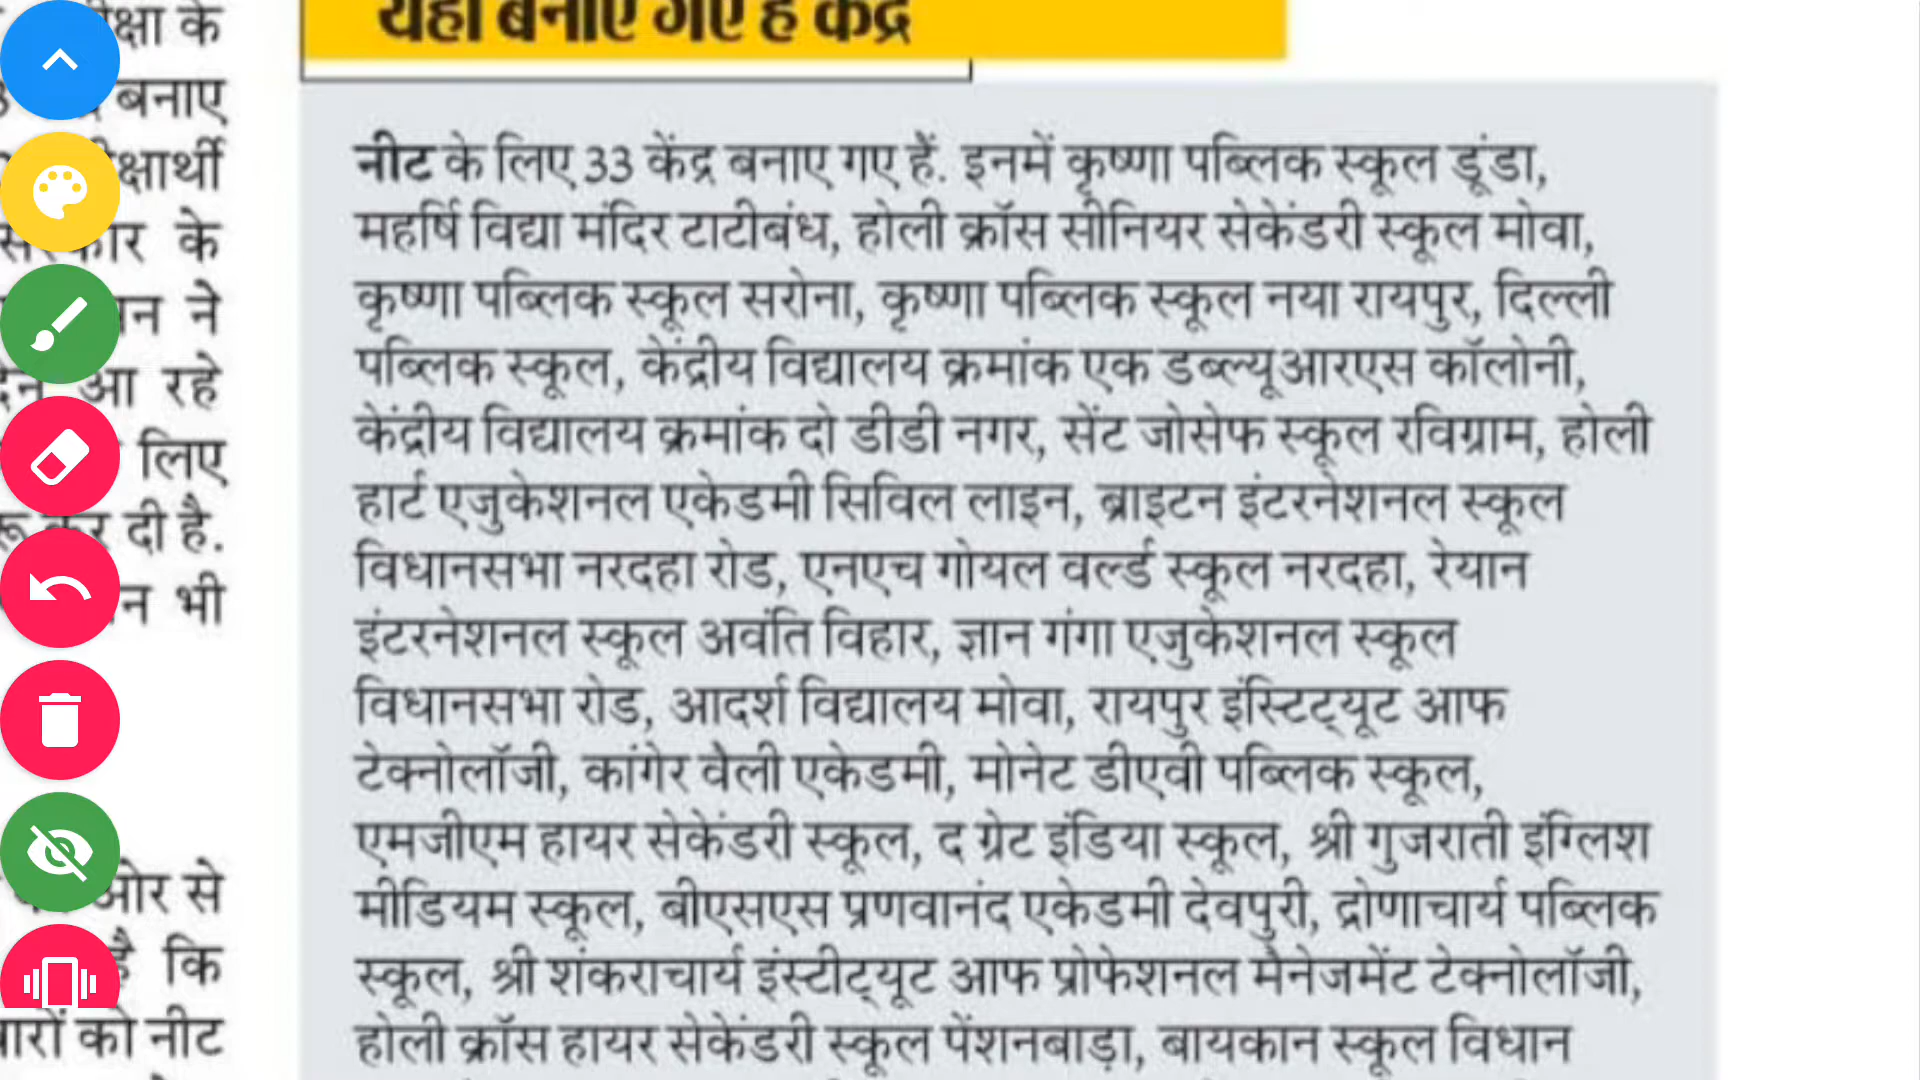 यहां बनाए गए हैं केंद्र
नीट के लिए 33 केंद्र बनाए गए हैं. इनमें कृष्णा पब्लिक स्कूल डूंडा,
महर्षि विद्या मंदिर टाटीबंध, होली क्रॉस सीनियर सेकेंडरी स्कूल मोवा,
कृष्णा पब्लिक स्कूल सरोना, कृष्णा पब्लिक स्कूल नया रायपुर, दिल्ली
पब्लिक स्कूल, केंद्रीय विद्यालय क्रमांक एक डब्ल्यूआरएस कॉलोनी,
केंद्रीय विद्यालय क्रमांक दो डीडी नगर, सेंट जोसेफ स्कूल रविग्राम, होली
हार्ट एजुकेशनल एकेडमी सिविल लाइन, ब्राइटन इंटरनेशनल स्कूल
विधानसभा नरदहा रोड, एनएच गोयल वर्ल्ड स्कूल नरदहा, रेयान
इंटरनेशनल स्कूल अवंति विहार, ज्ञान गंगा एजुकेशनल स्कूल
विधानसभा रोड, आदर्श विद्यालय मोवा, रायपुर इंस्टिट्यूट आफ
टेक्नोलॉजी, कांगेर वैली एकेडमी, मोनेट डीएवी पब्लिक स्कूल,
एमजीएम हायर सेकेंडरी स्कूल, द ग्रेट इंडिया स्कूल, श्री गुजराती इंग्लिश
मीडियम स्कूल, बीएसएस प्रणवानंद एकेडमी देवपुरी, द्रोणाचार्य पब्लिक
स्कूल, श्री शंकराचार्य इंस्टीट्यूट आफ प्रोफेशनल मैनेजमेंट टेक्नोलॉजी,
होली क्रॉस हायर सेकेंडरी स्कूल पेंशनबाड़ा, बायकान स्कूल विधान
के
बनाए
के
ने
आ रहे
लिए
दी है.
भी
ओर से
कि
को नीट